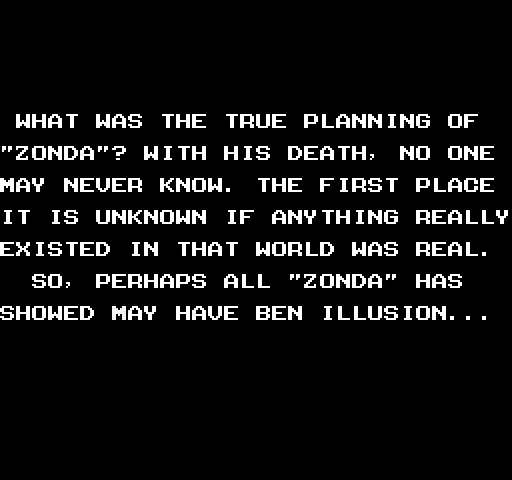 WHAT WAS THE TRUE PLANNING OF
"ZONDA"? WITH HIS DEATH, NO ONE
MAY NEVER KNOW. THE FIRST PLACE
IT IS UNKNOWN IF ANYTHING REALLY
EXISTED IN THAT WORLD WAS REAL.
SO, PERHAPS ALL "ZONDA" HAS
SHOWED MAY HAVE BEN ILLUSION...